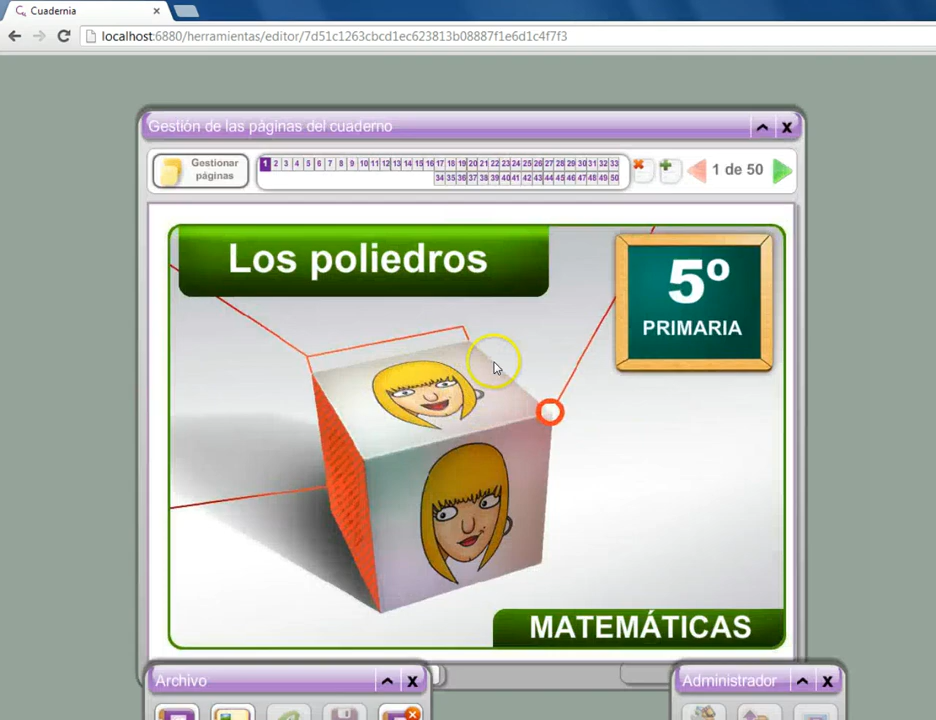 Cuadernia
localhost:6880/herramientas/editor/7d51c1263cbcd1ec623813b08887f1e6d1c4f7f3
Gestión de las páginas del cuaderno
Gestionar
páginas
1 2 3 4 5 6 7 8 9 10 11 12 13 14 15 16 17 18 19 20 21 22 23 24 25 26 27 28 29 30 31 32 33
34 35 36 37 38 39 40 41 42 43 44 45 46 47 48 49 50
1 de 50
Los poliedros
5º
PRIMARIA
MATEMÁTICAS
Archivo
Administrador